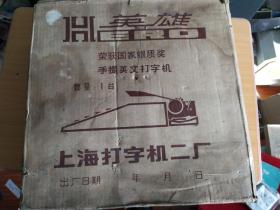 英雄
HERO
荣获国家银质奖
手提英文打字机
数量 1 台
上海打字机二厂
出厂日期 年 月 日